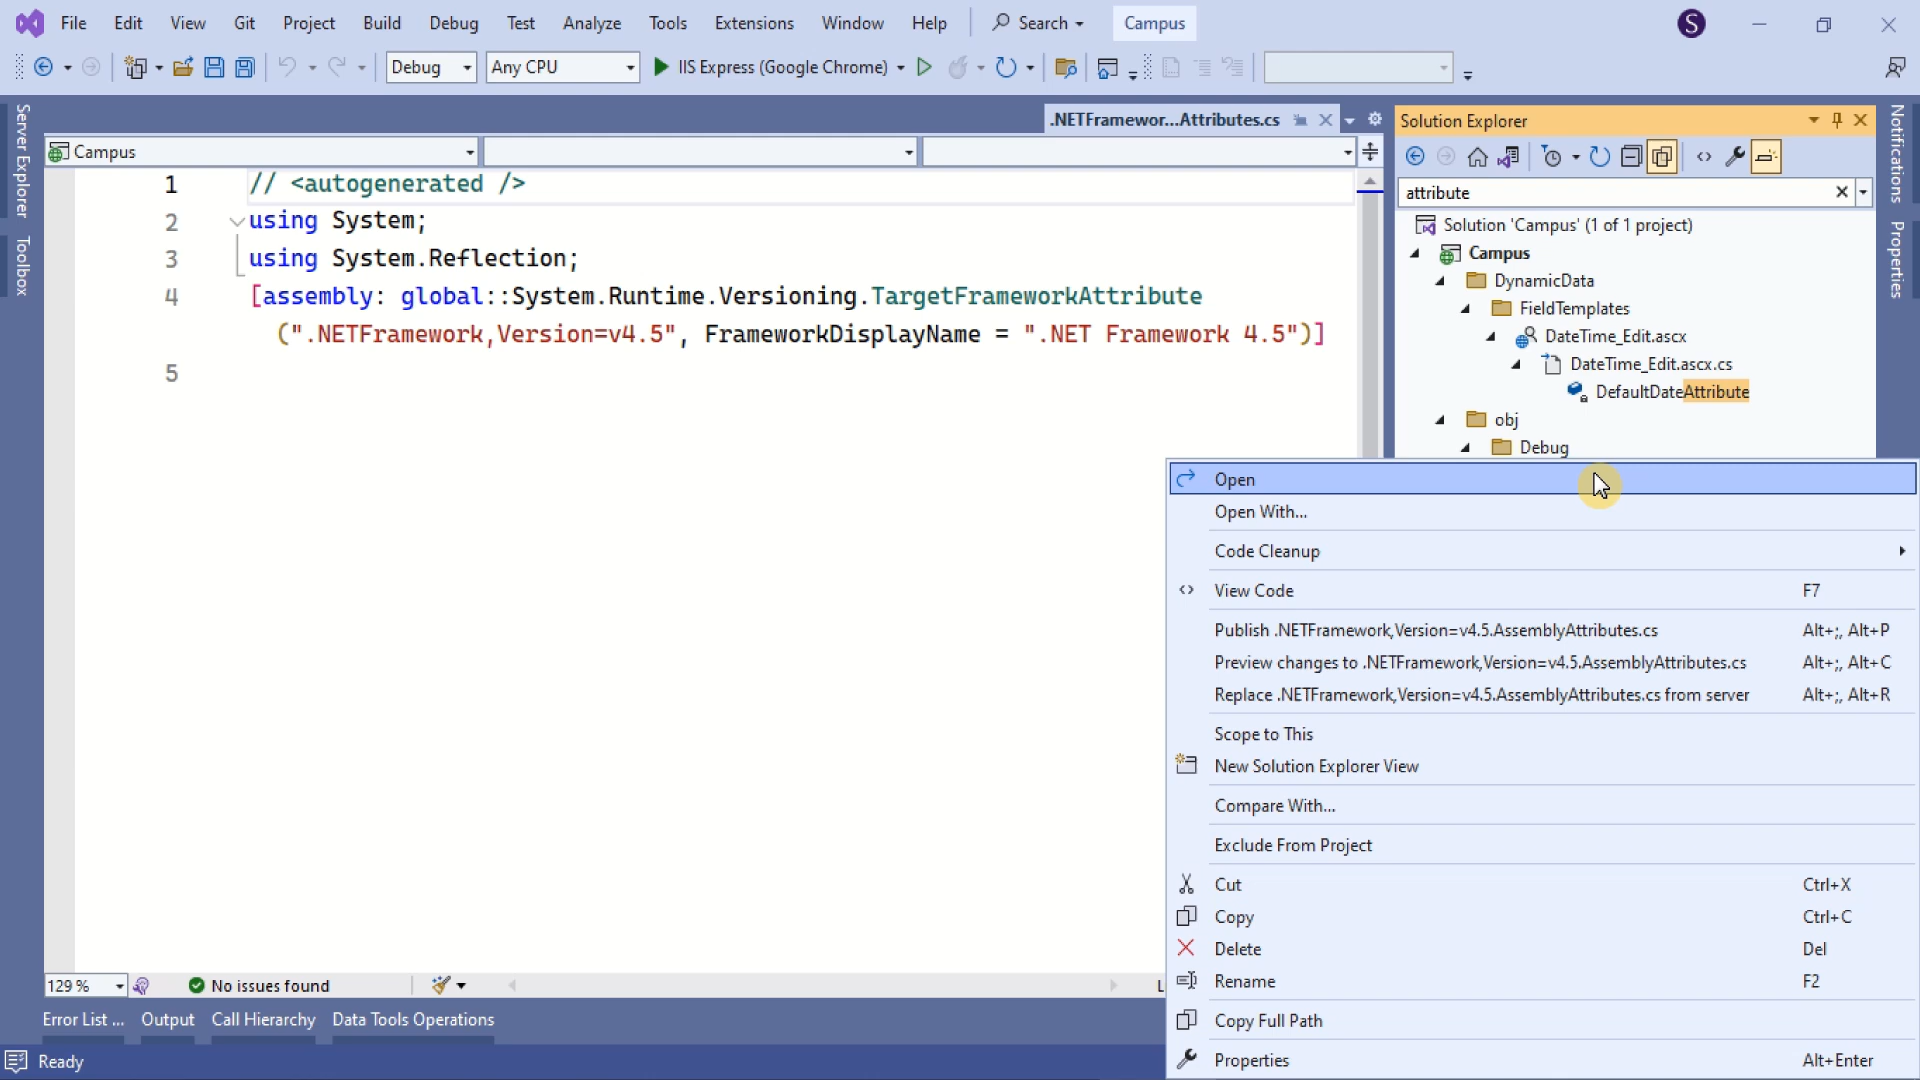 File Edit View Git Project Build Debug Test Analyze Tools Extensions Window Help Search Campus S
Debug Any CPU IIS Express (Google Chrome)
Server Explorer
Toolbox
.NETFramewor...Attributes.cs
Campus
1 // <autogenerated />
2 using System;
3 using System.Reflection;
4 [assembly: global::System.Runtime.Versioning.TargetFrameworkAttribute
(".NETFramework,Version=v4.5", FrameworkDisplayName = ".NET Framework 4.5")]
5
Solution Explorer
attribute
Solution 'Campus' (1 of 1 project)
Campus
DynamicData
FieldTemplates
DateTime_Edit.ascx
DateTime_Edit.ascx.cs
DefaultDateAttribute
obj
Debug
Notifications
Properties
Open
Open With...
Code Cleanup
View Code F7
Publish .NETFramework,Version=v4.5.AssemblyAttributes.cs Alt+;, Alt+P
Preview changes to .NETFramework,Version=v4.5.AssemblyAttributes.cs Alt+;, Alt+C
Replace .NETFramework,Version=v4.5.AssemblyAttributes.cs from server Alt+;, Alt+R
Scope to This
New Solution Explorer View
Compare With...
Exclude From Project
Cut Ctrl+X
Copy Ctrl+C
Delete Del
Rename F2
Copy Full Path
Properties Alt+Enter
129 % No issues found L
Error List ... Output Call Hierarchy Data Tools Operations
Ready